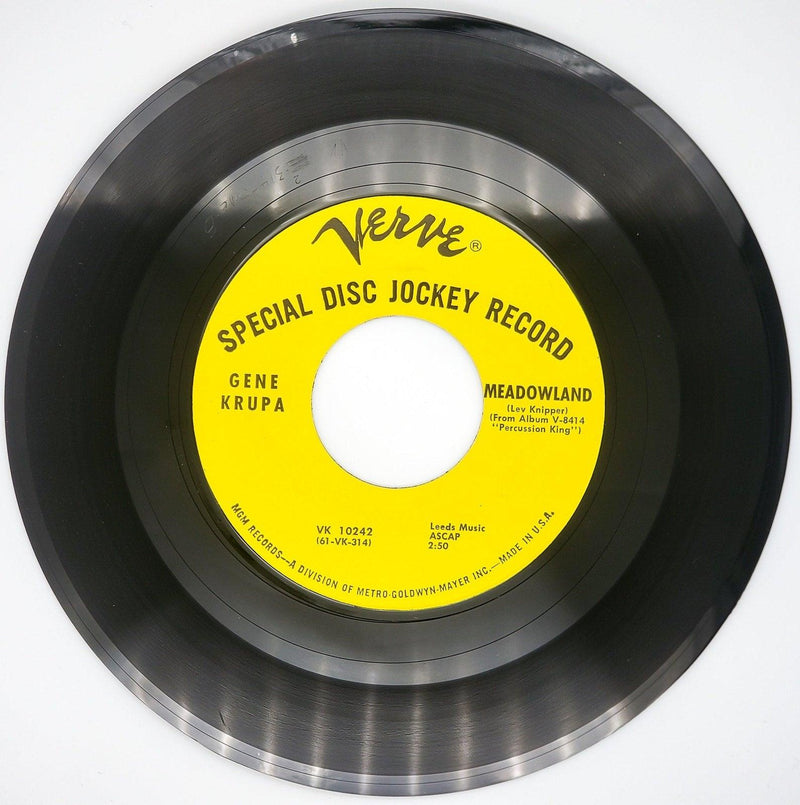 VERVE®
SPECIAL DISC JOCKEY RECORD
GENE
KRUPA
MEADOWLAND
(Lev Knipper)
(From Album V-8414
"Percussion King")
VK 10242
(61-VK-314)
Leeds Music
ASCAP
2:50
MGM RECORDS—A DIVISION OF METRO-GOLDWYN-MAYER INC.—MADE IN U.S.A.